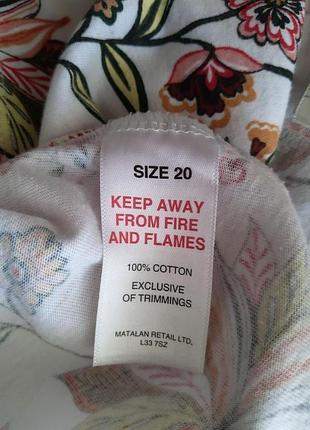 SIZE 20
KEEP AWAY
FROM FIRE
AND FLAMES
100% COTTON
EXCLUSIVE
OF TRIMMINGS
MATALAN RETAIL LTD,
L33 7SZ